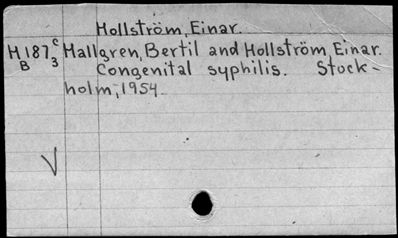 Hollström, Einar.
H187c Hallgren, Bertil and Hollström, Einar.
B 3 Congenital syphilis. Stock-
holm, 1954.
√